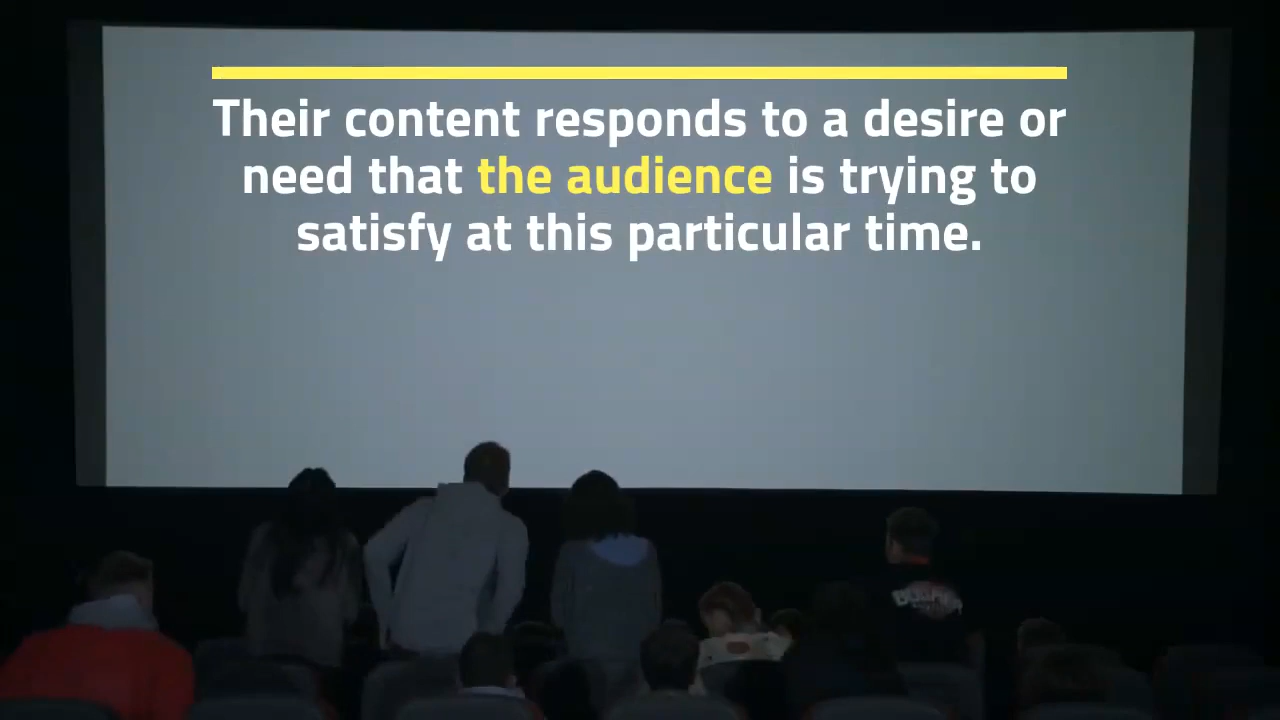 Their content responds to a desire or
need that the audience is trying to
satisfy at this particular time.